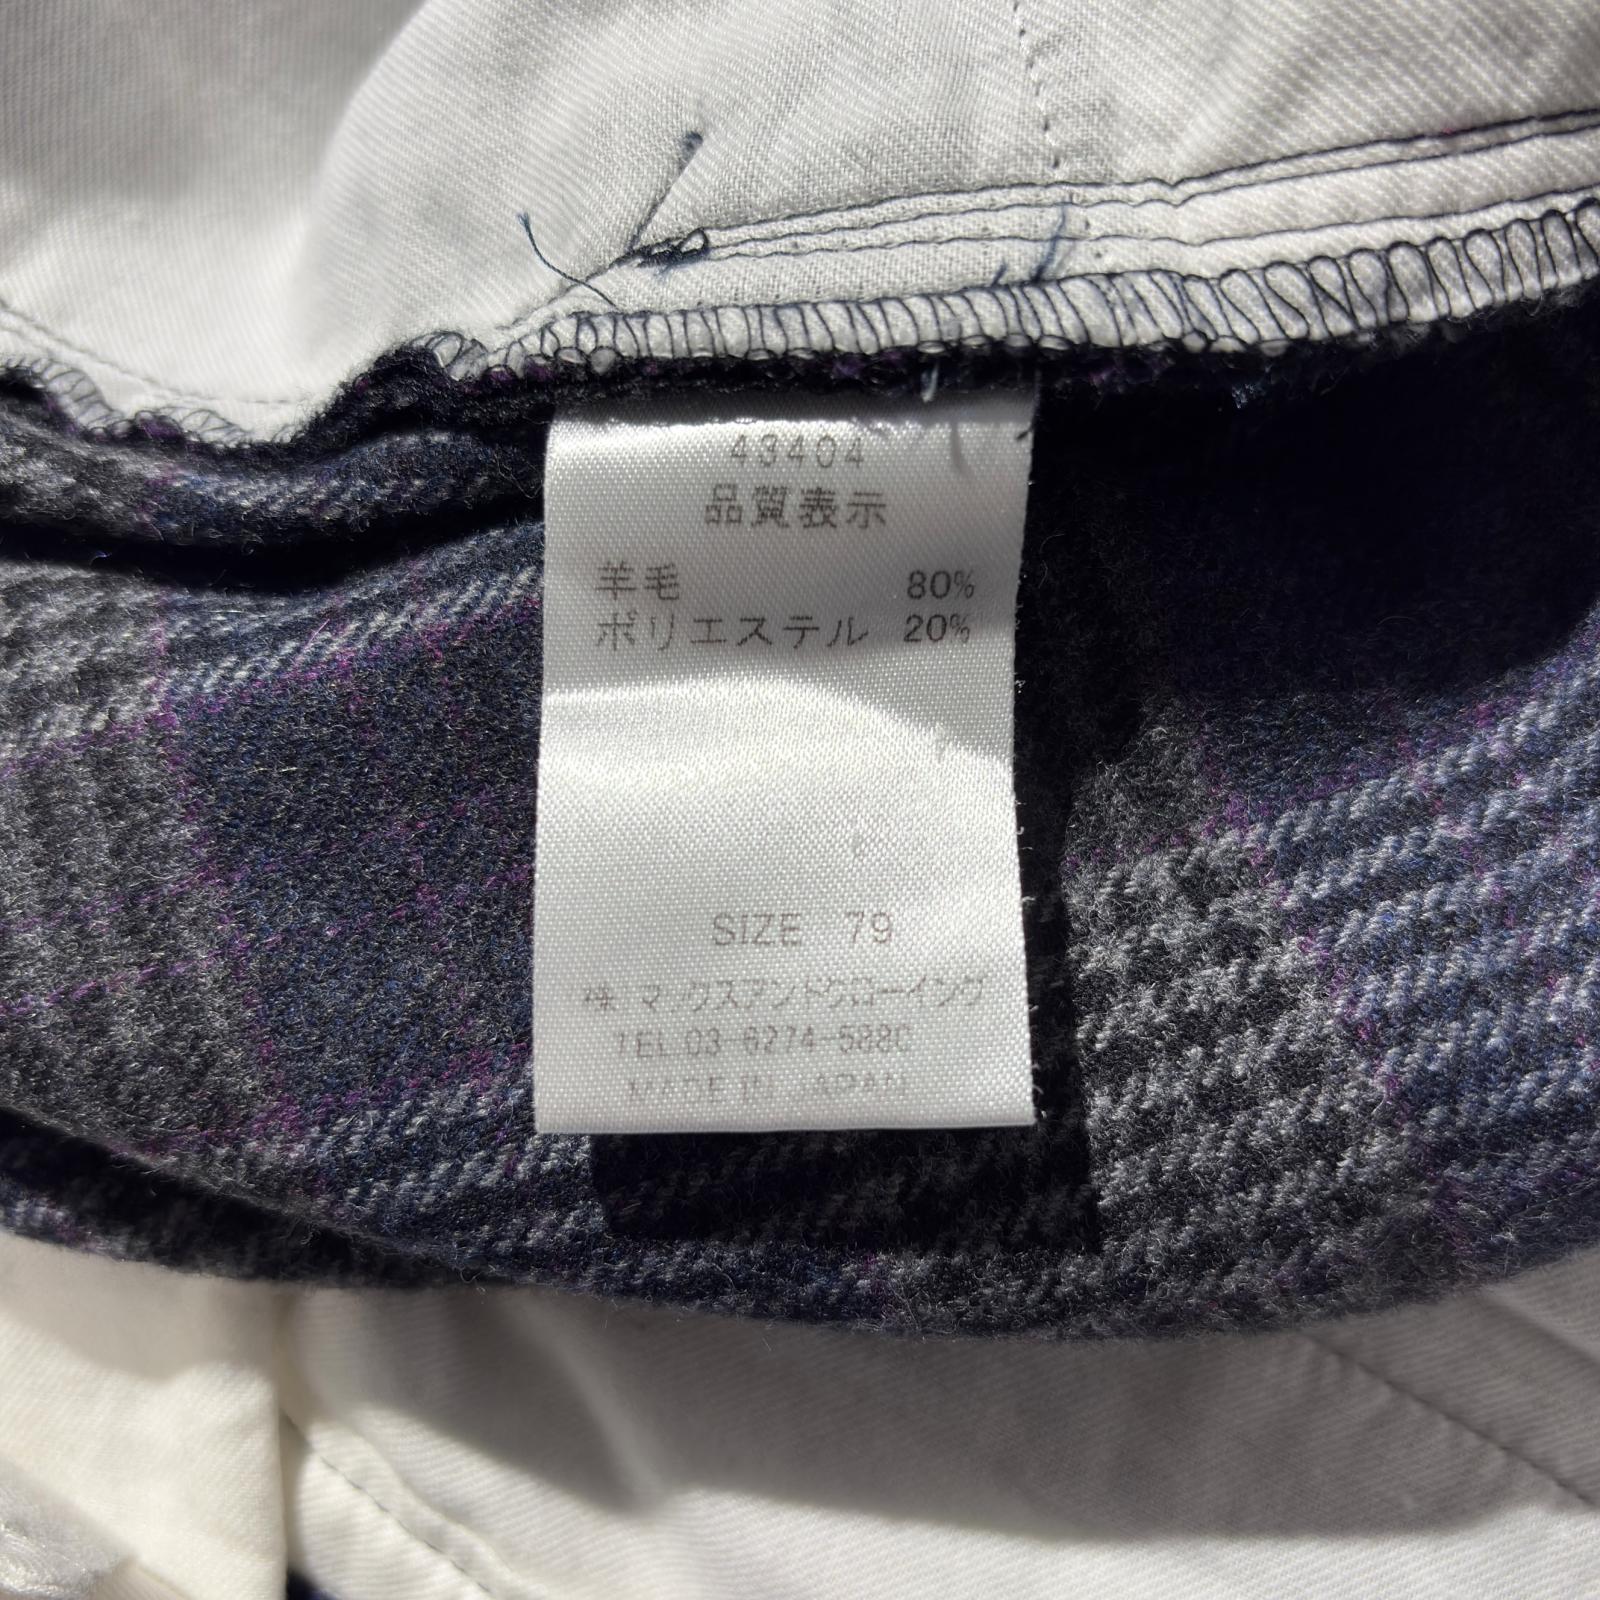 43404
品質表示
羊毛 80%
ポリエステル 20%
SIZE 79
㈱ マックスアンドグローイング
TEL 03-6274-5880
MADE IN JAPAN